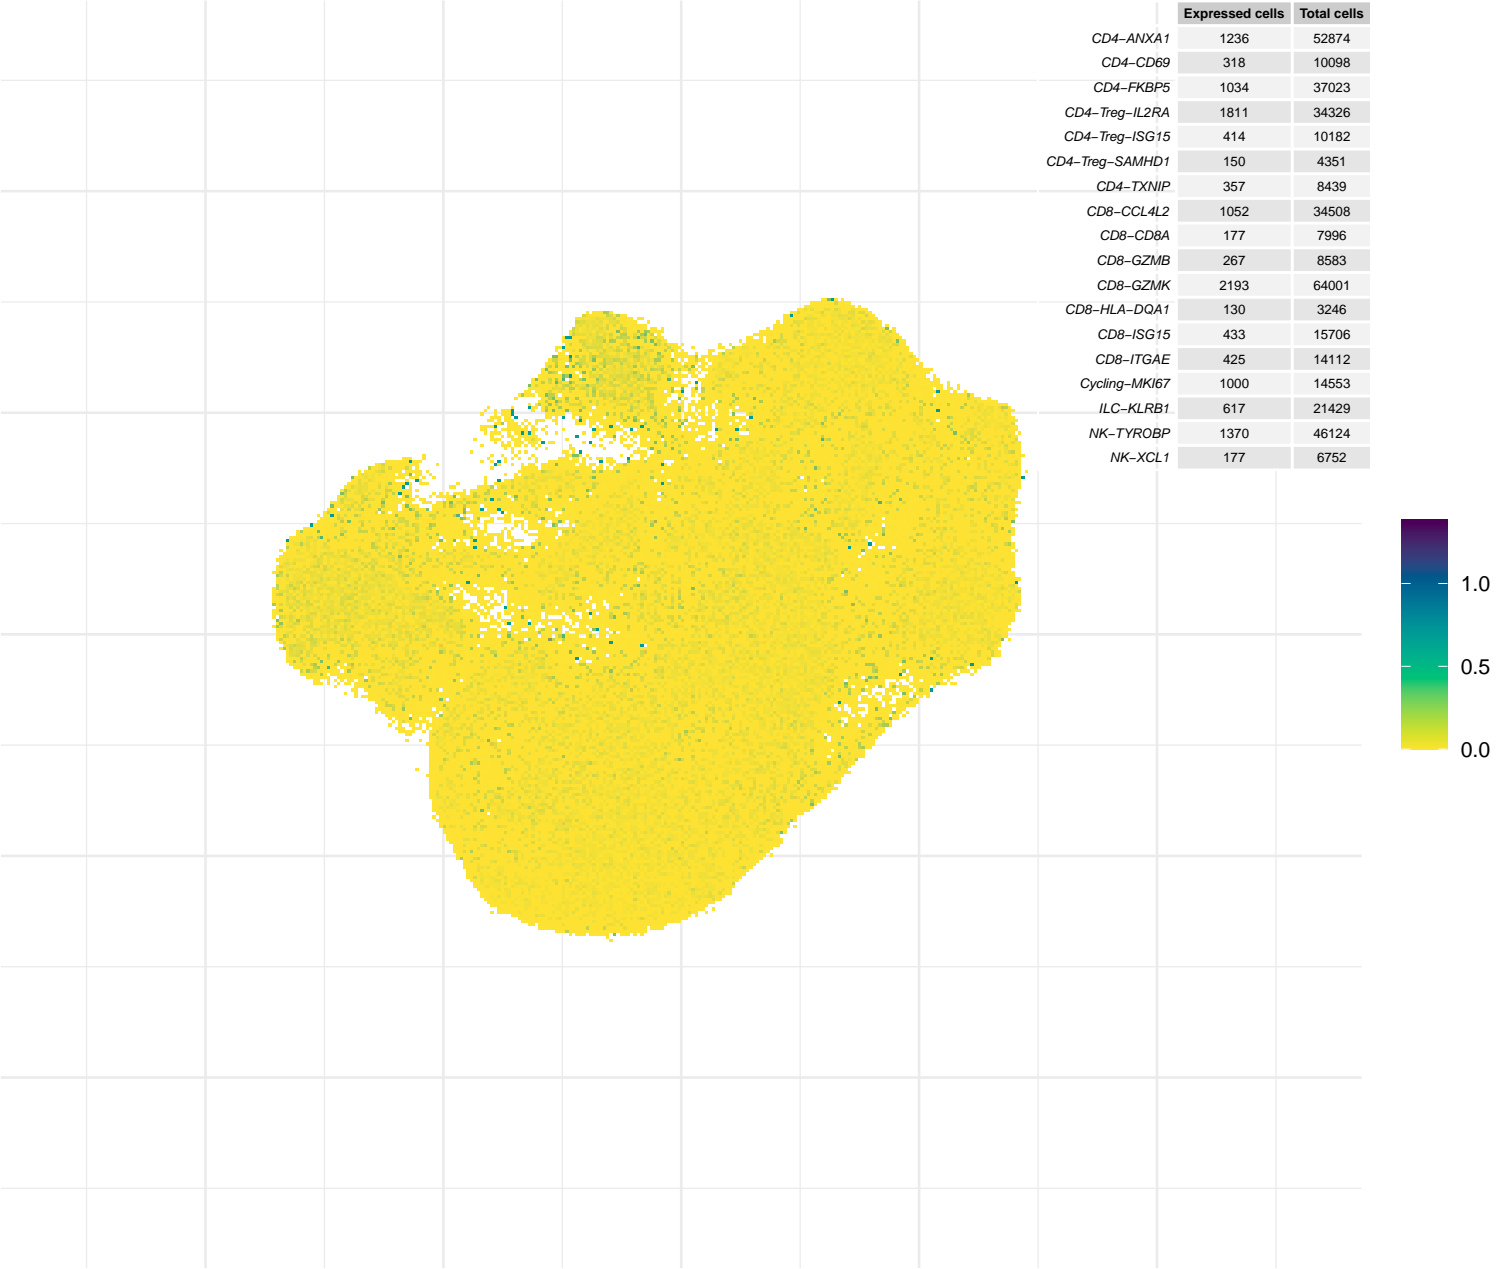 Expressed cells Total cells
CD4−ANXA1 1236 52874
CD4−CD69 318 10098
CD4−FKBP5 1034 37023
CD4−Treg−IL2RA 1811 34326
CD4−Treg−ISG15 414 10182
CD4−Treg−SAMHD1 150 4351
CD4−TXNIP 357 8439
CD8−CCL4L2 1052 34508
CD8−CD8A 177 7996
CD8−GZMB 267 8583
CD8−GZMK 2193 64001
CD8−HLA−DQA1 130 3246
CD8−ISG15 433 15706
CD8−ITGAE 425 14112
Cycling−MKI67 1000 14553
ILC−KLRB1 617 21429
NK−TYROBP 1370 46124
NK−XCL1 177 6752
1.0
0.5
0.0